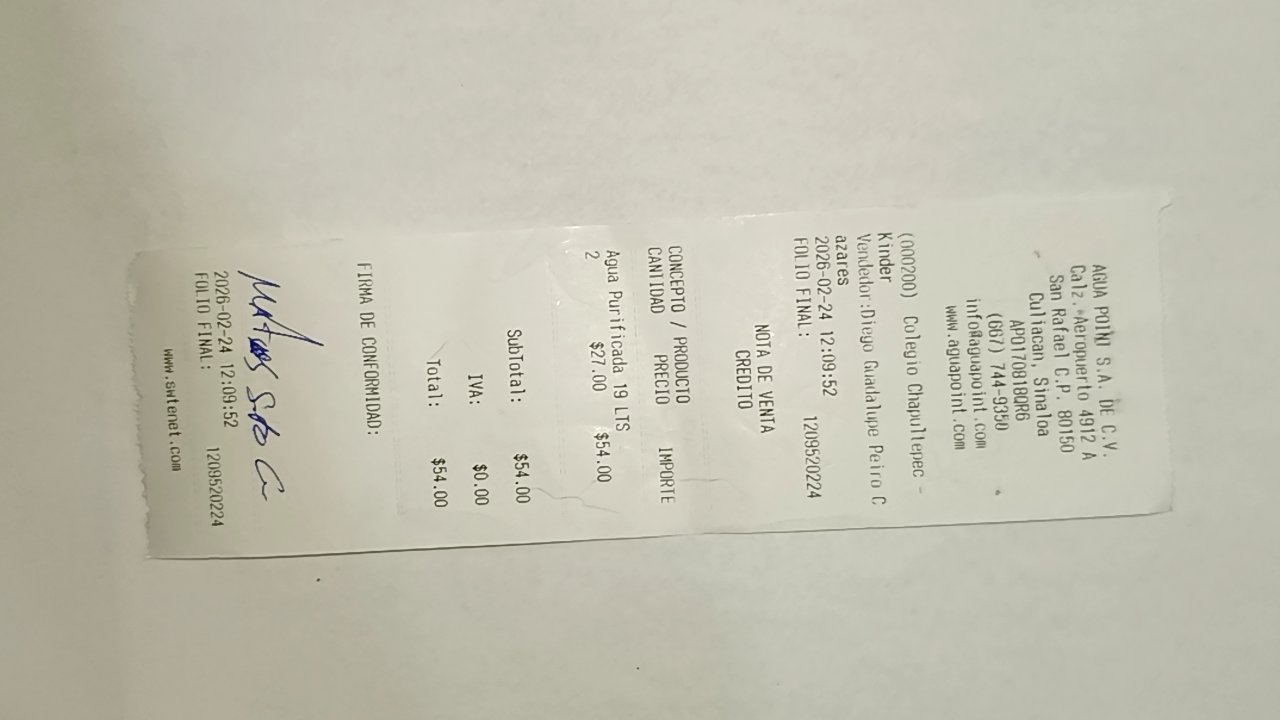 AGUA POINT S.A. DE C.V.
Calz. Aeropuerto 4912 A
San Rafael C.P. 80150
Culiacan, Sinaloa
APO170818QR6
(667) 744-9350
info@aguapoint.com
www.aguapoint.com
(000200) Colegio Chapultepec -
Kinder
Vendedor:Diego Guadalupe Peiro C
azares
2026-02-24 12:09:52
FOLIO FINAL: 1209520224
NOTA DE VENTA
CREDITO
CONCEPTO / PRODUCTO
CANTIDAD PRECIO IMPORTE
Agua Purificada 19 LTS
2 $27.00 $54.00
SubTotal: $54.00
IVA: $0.00
Total: $54.00
FIRMA DE CONFORMIDAD:
Soto
2026-02-24 12:09:52
FOLIO FINAL: 1209520224
www.swtenet.com